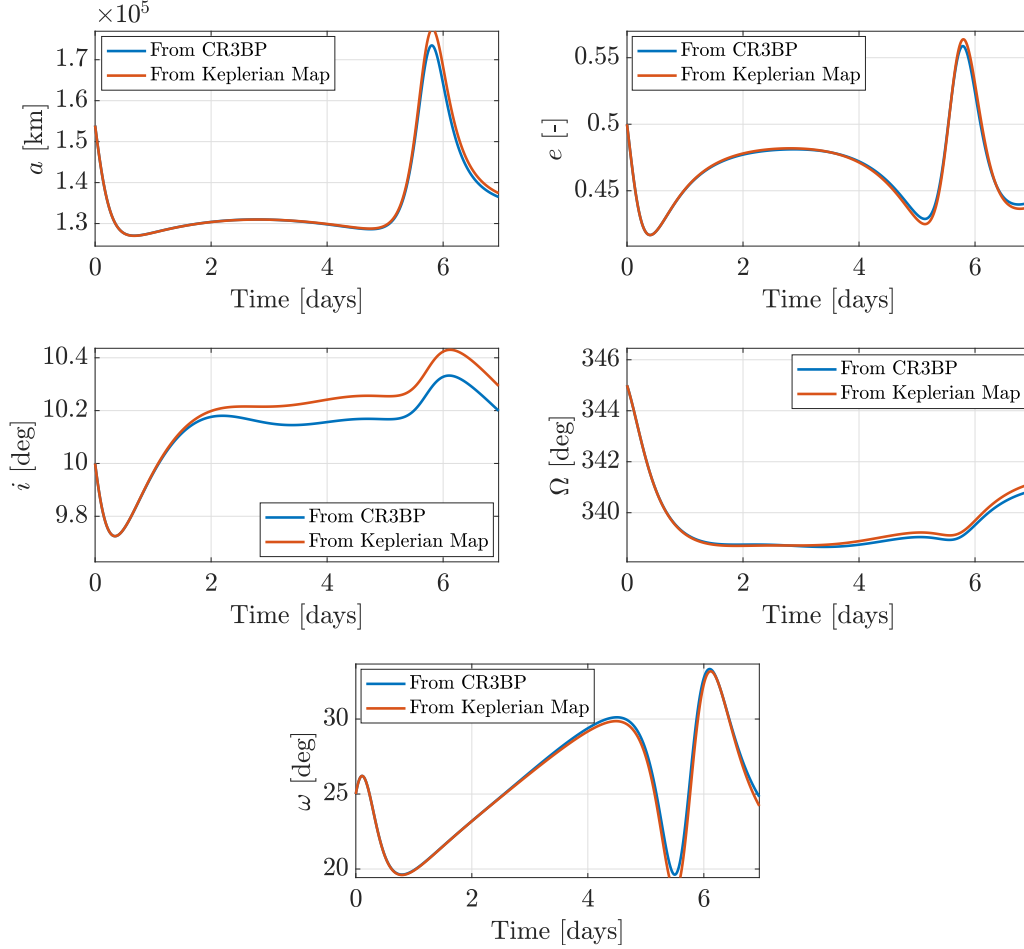 ×10⁵
From CR3BP
From Keplerian Map
1.7
1.6
1.5
1.4
1.3
a [km]
0 2 4 6
Time [days]
From CR3BP
From Keplerian Map
0.55
0.5
0.45
e [-]
0 2 4 6
Time [days]
10.4
10.2
10
9.8
i [deg]
From CR3BP
From Keplerian Map
0 2 4 6
Time [days]
346
344
342
340
Ω [deg]
From CR3BP
From Keplerian Map
0 2 4 6
Time [days]
From CR3BP
From Keplerian Map
30
25
20
ω [deg]
0 2 4 6
Time [days]